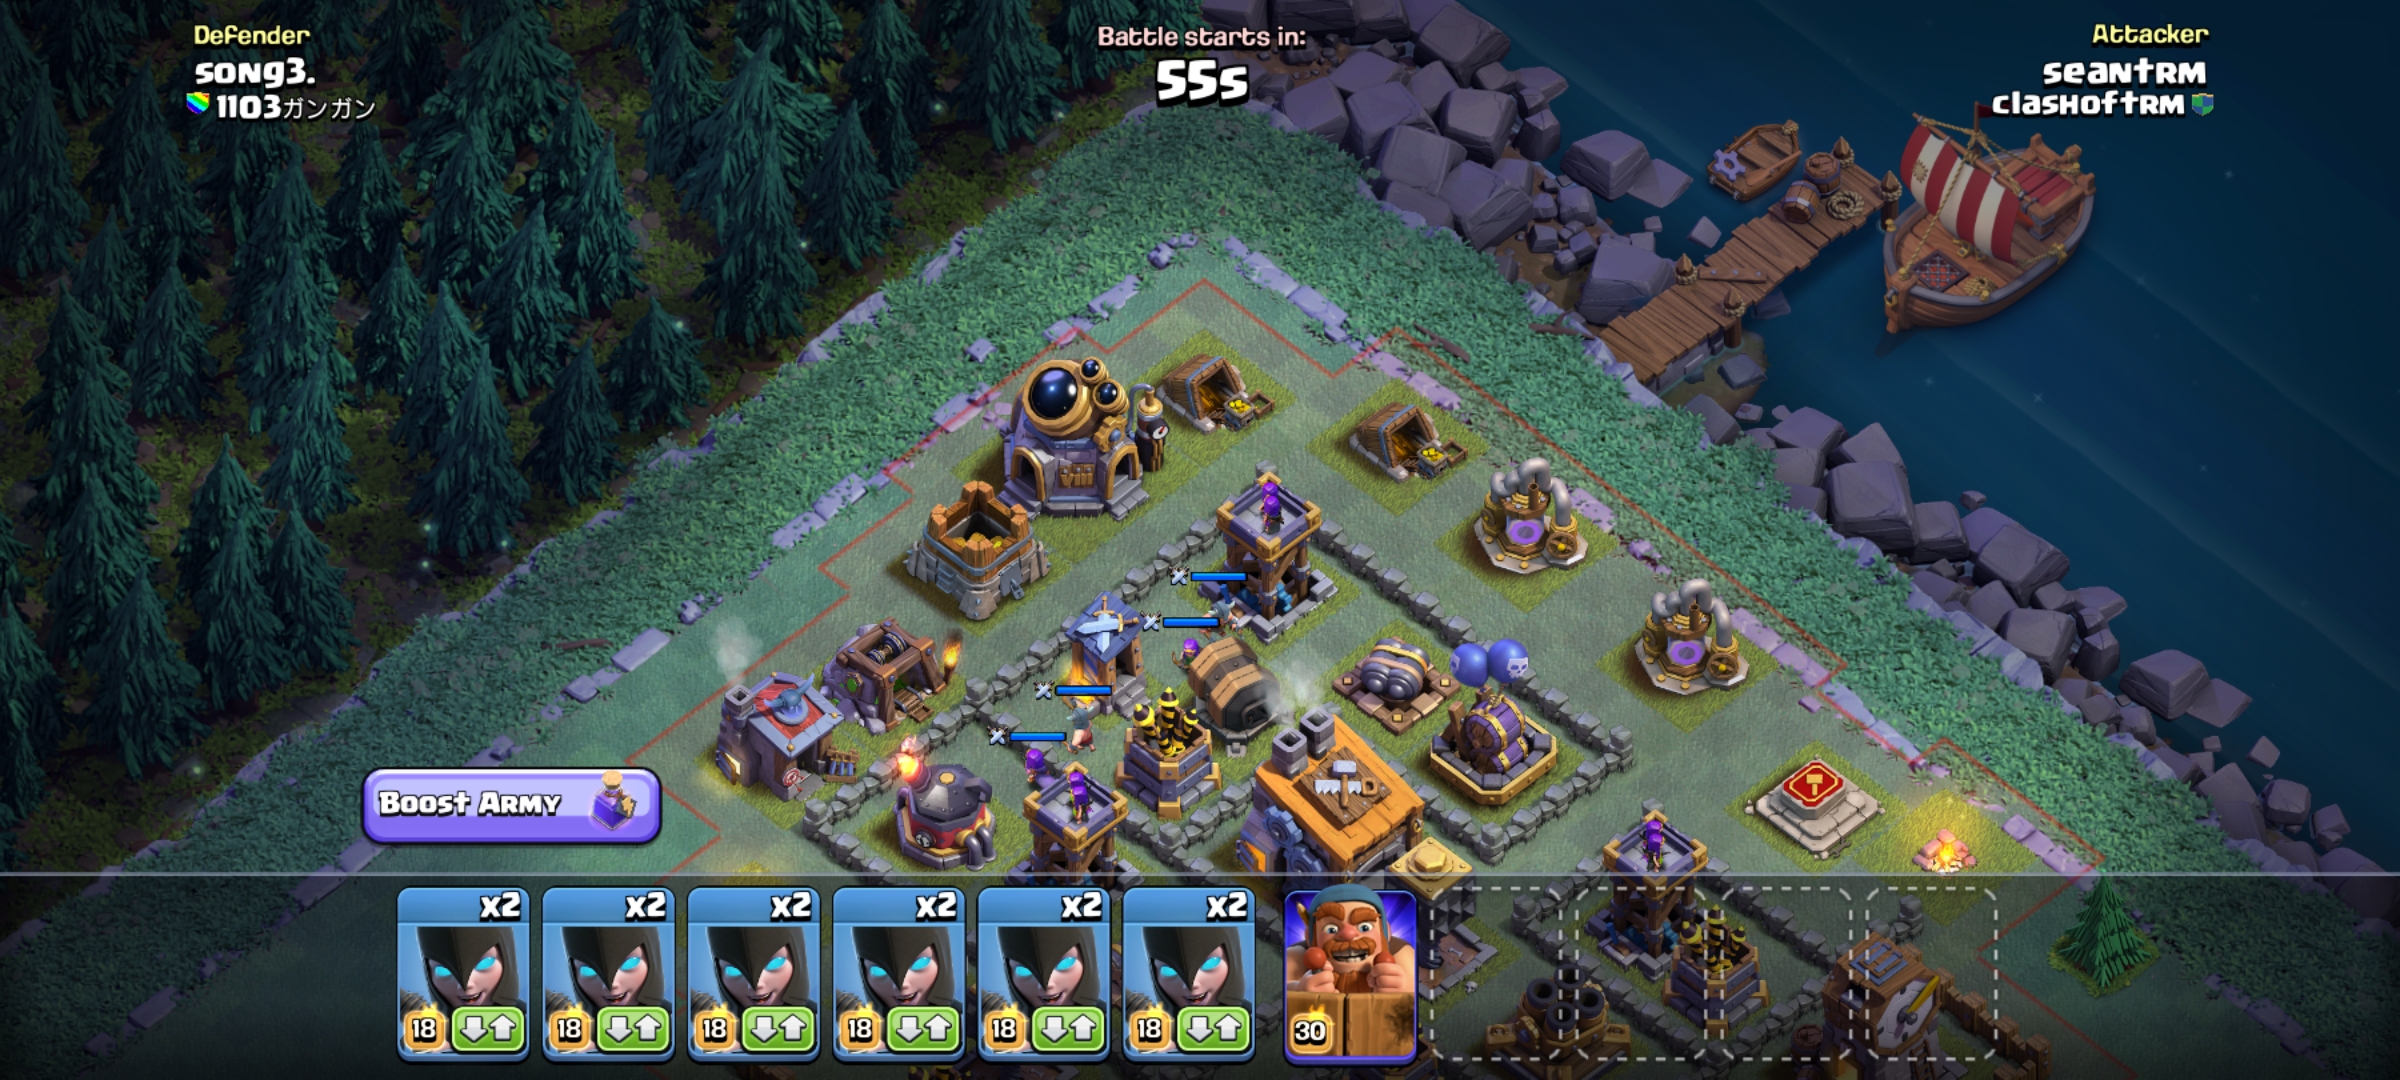 Defender
song3.
1103ガンガン
Battle starts in:
55s
Attacker
seantRM
clashoftRM
VIII
Boost Army
x2
x2
x2
x2
x2
x2
18
18
18
18
18
18
30